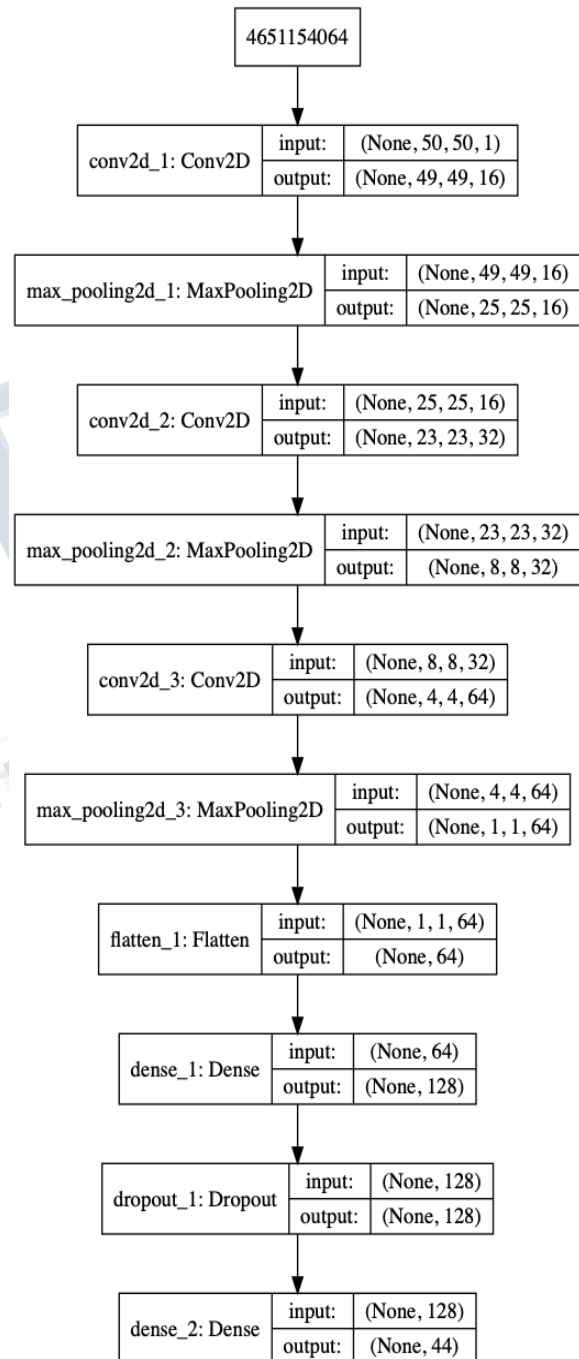 4651154064
conv2d_1: Conv2D
input: (None, 50, 50, 1)
output: (None, 49, 49, 16)
max_pooling2d_1: MaxPooling2D
input: (None, 49, 49, 16)
output: (None, 25, 25, 16)
conv2d_2: Conv2D
input: (None, 25, 25, 16)
output: (None, 23, 23, 32)
max_pooling2d_2: MaxPooling2D
input: (None, 23, 23, 32)
output: (None, 8, 8, 32)
conv2d_3: Conv2D
input: (None, 8, 8, 32)
output: (None, 4, 4, 64)
max_pooling2d_3: MaxPooling2D
input: (None, 4, 4, 64)
output: (None, 1, 1, 64)
flatten_1: Flatten
input: (None, 1, 1, 64)
output: (None, 64)
dense_1: Dense
input: (None, 64)
output: (None, 128)
dropout_1: Dropout
input: (None, 128)
output: (None, 128)
dense_2: Dense
input: (None, 128)
output: (None, 44)